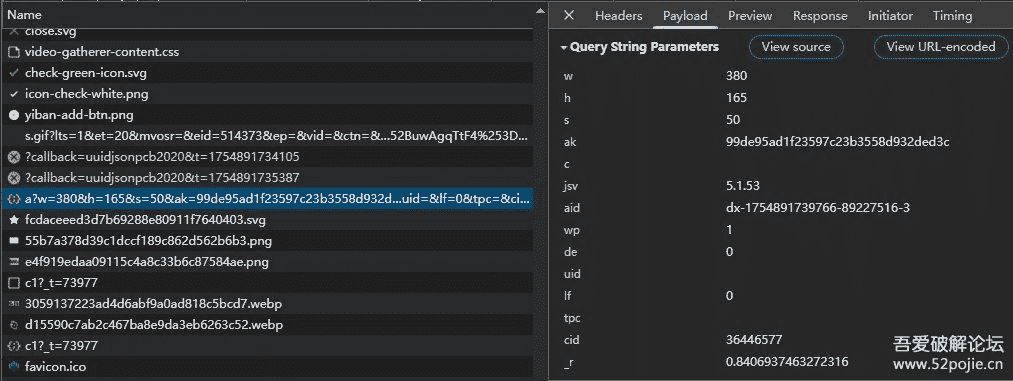 Name
close.svg
video-gatherer-content.css
check-green-icon.svg
icon-check-white.png
yiban-add-btn.png
s.gif?lts=1&et=20&mvosr=&eid=514373&ep=&vid=&ctn=&...52BuwAgqTtF4%253D...
?callback=uuidjsonpcb2020&t=1754891734105
?callback=uuidjsonpcb2020&t=1754891735387
a?w=380&h=165&s=50&ak=99de95ad1f23597c23b3558d932d...uid=&lf=0&tpc=&ci...
fcdaceeed3d7b69288e80911f7640403.svg
55b7a378d39c1dccf189c862d562b6b3.png
e4f919edaa09115c4a8c33b6c87584ae.png
c1?_t=73977
3059137223ad4d6abf9a0ad818c5bcd7.webp
d15590c7ab2c467ba8e9da3eb6263c52.webp
c1?_t=73977
favicon.ico
Headers Payload Preview Response Initiator Timing
Query String Parameters View source View URL-encoded
w 380
h 165
s 50
ak 99de95ad1f23597c23b3558d932ded3c
c
jsv 5.1.53
aid dx-1754891739766-89227516-3
wp 1
de 0
uid
lf 0
tpc
cid 36446577
_r 0.8406937463272316
吾爱破解论坛
www.52pojie.cn